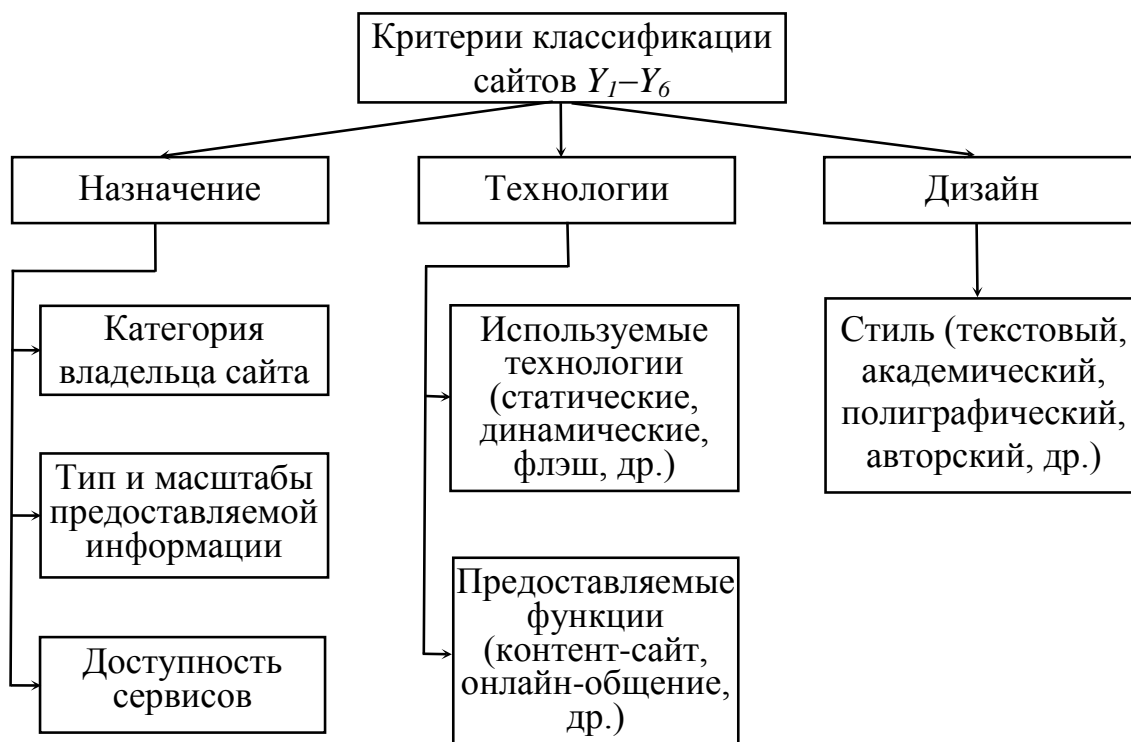 Критерии классификации
сайтов Y₁–Y₆
Назначение
Технологии
Дизайн
Категория
владельца сайта
Тип и масштабы
предоставляемой
информации
Доступность
сервисов
Используемые
технологии
(статические,
динамические,
флэш, др.)
Предоставляемые
функции
(контент-сайт,
онлайн-общение,
др.)
Стиль (текстовый,
академический,
полиграфический,
авторский, др.)